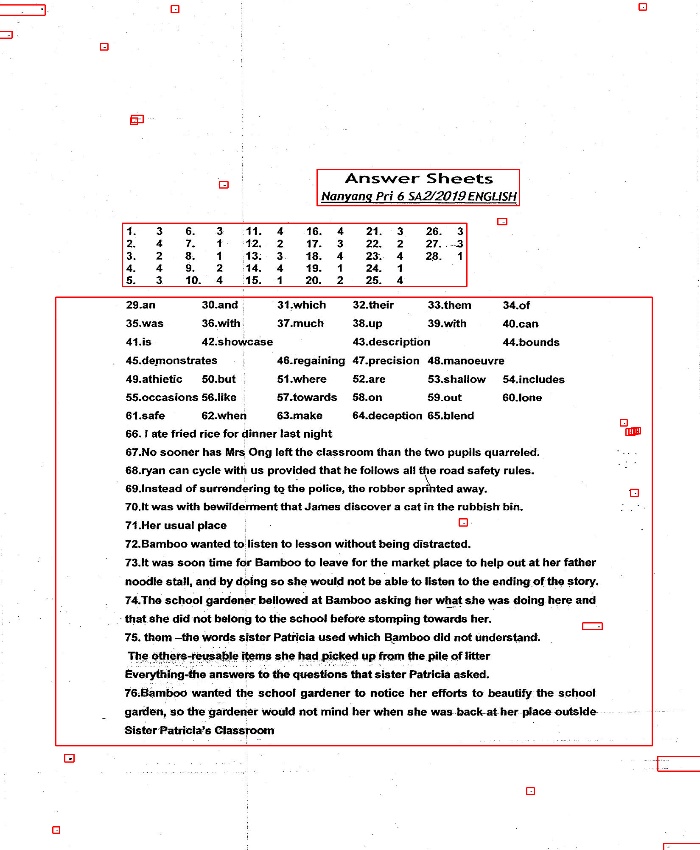 Answer Sheets
Nanyang Pri 6 SA2/2019 ENGLISH
1. 3 6. 3 11. 4 16. 4 21. 3 26. 3
2. 4 7. 1 12. 2 17. 3 22. 2 27. 3
3. 2 8. 1 13. 3 18. 4 23. 4 28. 1
4. 4 9. 2 14. 4 19. 1 24. 1
5. 3 10. 4 15. 1 20. 2 25. 4
29.an 30.and 31.which 32.their 33.them 34.of
35.was 36.with 37.much 38.up 39.with 40.can
41.is 42.showcase 43.description 44.bounds
45.demonstrates 46.regaining 47.precision 48.manoeuvre
49.athletic 50.but 51.where 52.are 53.shallow 54.includes
55.occasions 56.like 57.towards 58.on 59.out 60.lone
61.safe 62.when 63.make 64.deception 65.blend
66. I ate fried rice for dinner last night
67.No sooner has Mrs Ong left the classroom than the two pupils quarreled.
68.ryan can cycle with us provided that he follows all the road safety rules.
69.Instead of surrendering to the police, the robber sprinted away.
70.It was with bewilderment that James discover a cat in the rubbish bin.
71.Her usual place
72.Bamboo wanted to listen to lesson without being distracted.
73.It was soon time for Bamboo to leave for the market place to help out at her father
noodle stall, and by doing so she would not be able to listen to the ending of the story.
74.The school gardener bellowed at Bamboo asking her what she was doing here and
that she did not belong to the school before stomping towards her.
75. them –the words sister Patricia used which Bamboo did not understand.
The others-reusable items she had picked up from the pile of litter
Everything-the answers to the questions that sister Patricia asked.
76.Bamboo wanted the school gardener to notice her efforts to beautify the school
garden, so the gardener would not mind her when she was back at her place outside
Sister Patricia's Classroom